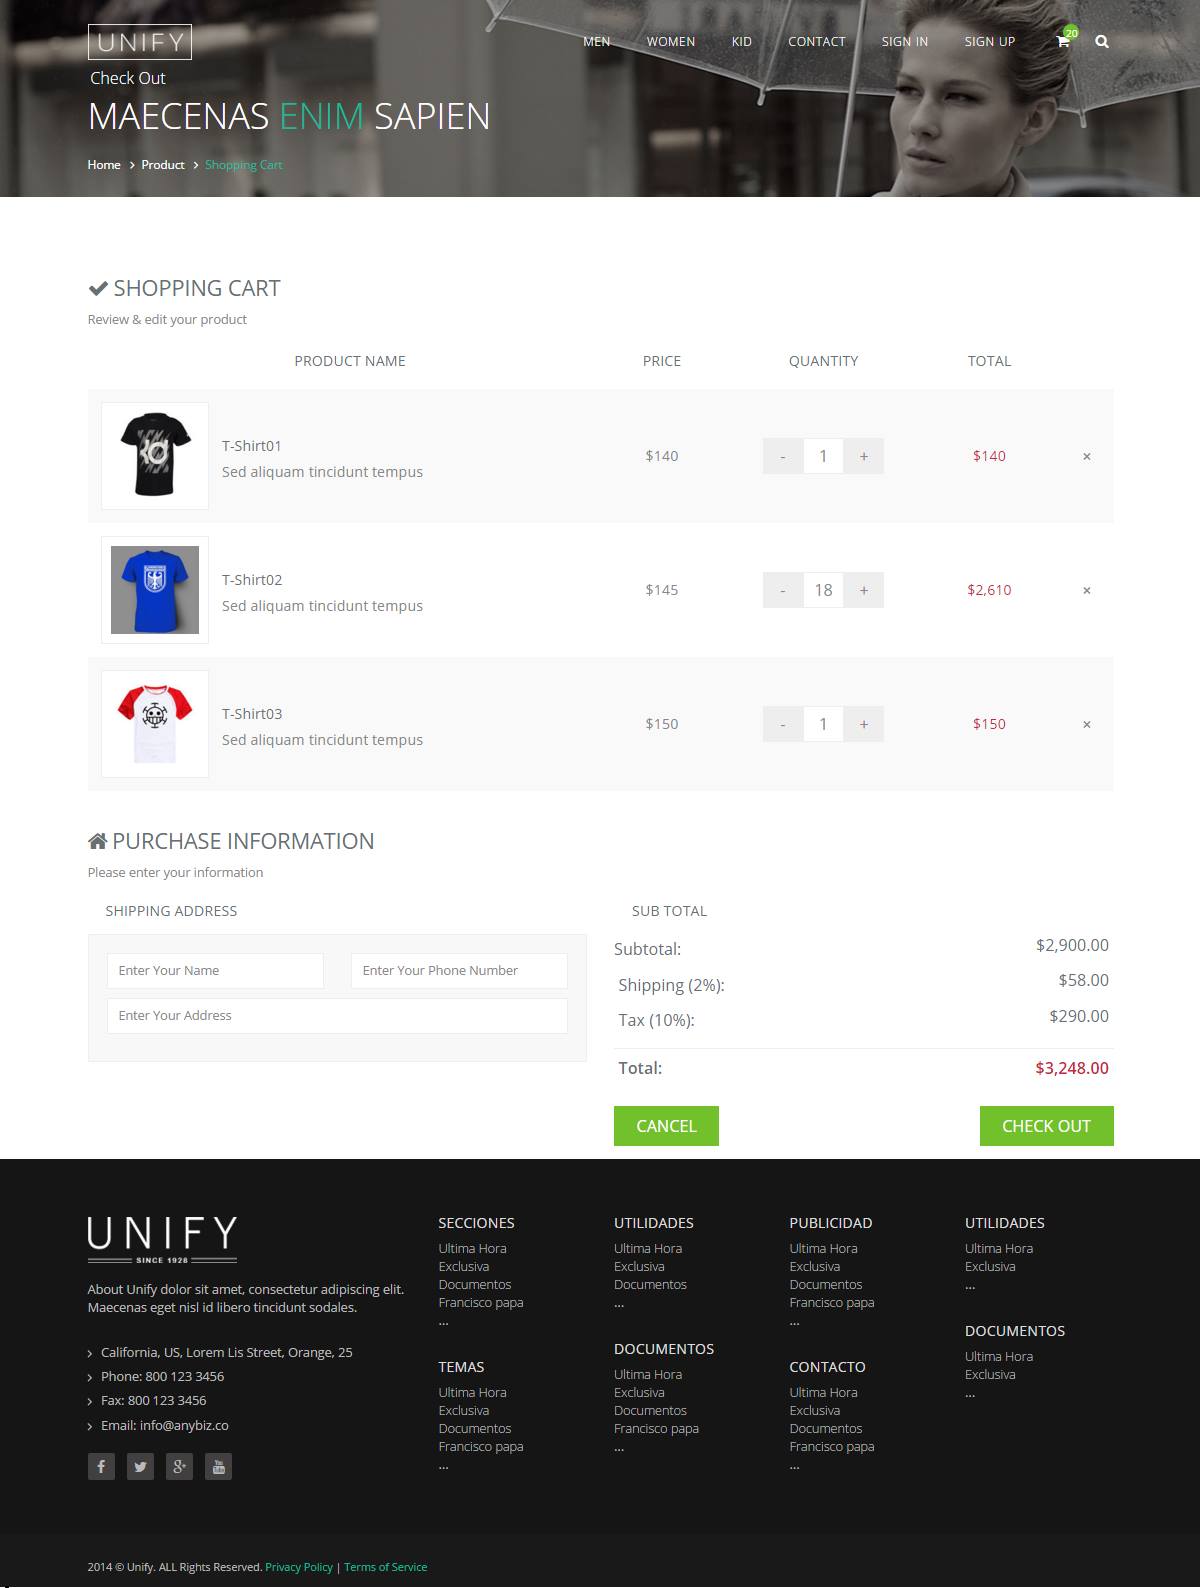 UNIFY
MEN WOMEN KID CONTACT SIGN IN SIGN UP 20
Check Out
MAECENAS ENIM SAPIEN
Home > Product > Shopping Cart
SHOPPING CART
Review & edit your product
PRODUCT NAME PRICE QUANTITY TOTAL
T-Shirt01
Sed aliquam tincidunt tempus
$140 - 1 + $140 ×
T-Shirt02
Sed aliquam tincidunt tempus
$145 - 18 + $2,610 ×
T-Shirt03
Sed aliquam tincidunt tempus
$150 - 1 + $150 ×
PURCHASE INFORMATION
Please enter your information
SHIPPING ADDRESS
Enter Your Name
Enter Your Phone Number
Enter Your Address
SUB TOTAL
Subtotal: $2,900.00
Shipping (2%): $58.00
Tax (10%): $290.00
Total: $3,248.00
CANCEL CHECK OUT
UNIFY
SINCE 1928
About Unify dolor sit amet, consectetur adipiscing elit.
Maecenas eget nisl id libero tincidunt sodales.
California, US, Lorem Lis Street, Orange, 25
Phone: 800 123 3456
Fax: 800 123 3456
Email: info@anybiz.co
SECCIONES
Ultima Hora
Exclusiva
Documentos
Francisco papa
...
TEMAS
Ultima Hora
Exclusiva
Documentos
Francisco papa
...
UTILIDADES
Ultima Hora
Exclusiva
Documentos
...
DOCUMENTOS
Ultima Hora
Exclusiva
Documentos
Francisco papa
...
PUBLICIDAD
Ultima Hora
Exclusiva
Documentos
Francisco papa
...
CONTACTO
Ultima Hora
Exclusiva
Documentos
Francisco papa
...
UTILIDADES
Ultima Hora
Exclusiva
...
DOCUMENTOS
Ultima Hora
Exclusiva
...
2014 © Unify. ALL Rights Reserved. Privacy Policy | Terms of Service